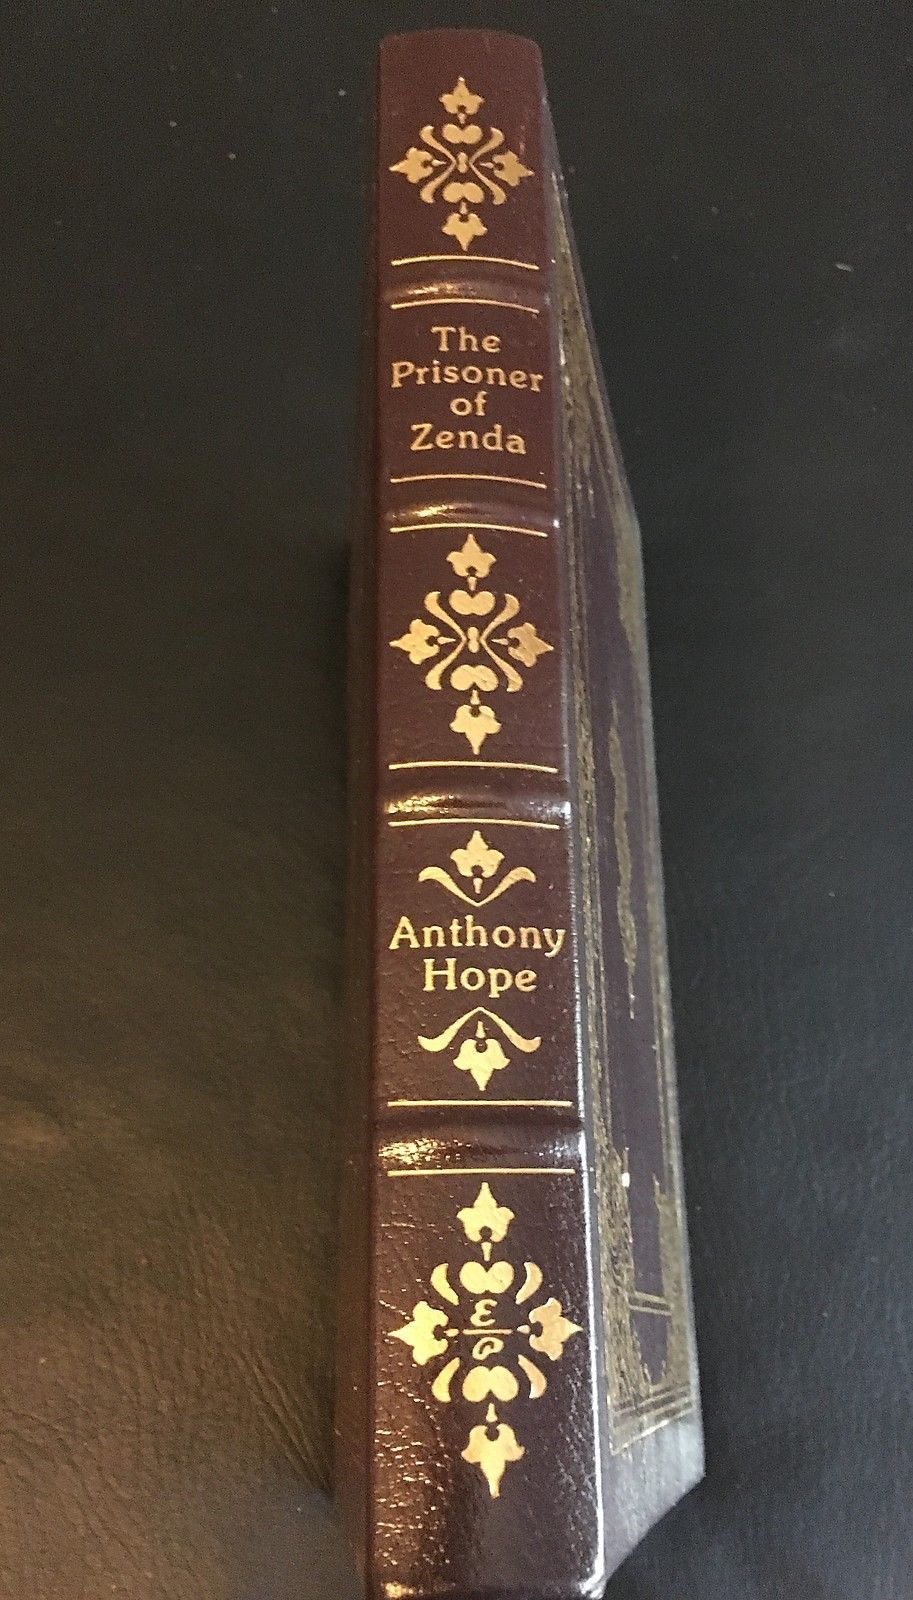 The
Prisoner
of
Zenda
Anthony
Hope
E
P